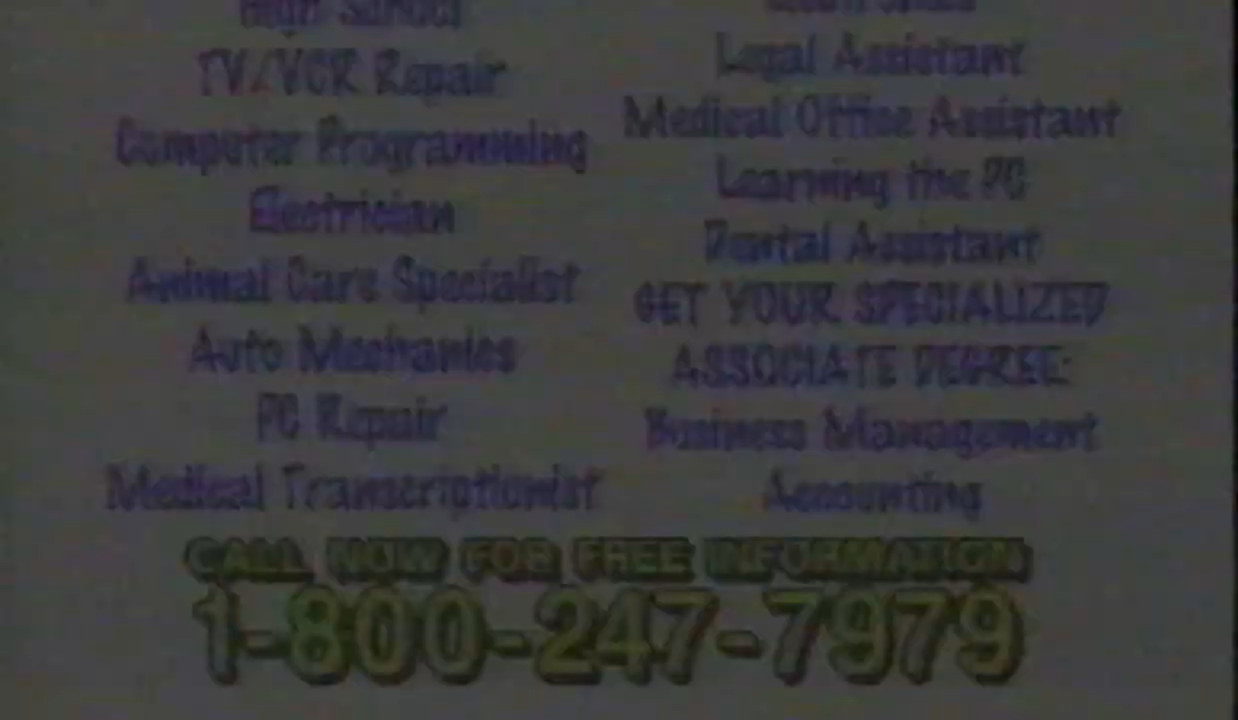 High School
TV/VCR Repair
Computer Programming
Electrician
Animal Care Specialist
Auto Mechanics
PC Repair
Medical Transcriptionist
Legal Assistant
Medical Office Assistant
Learning the PC
Dental Assistant
GET YOUR SPECIALIZED
ASSOCIATE DEGREE:
Business Management
Accounting
CALL NOW FOR FREE INFORMATION
1-800-247-7979